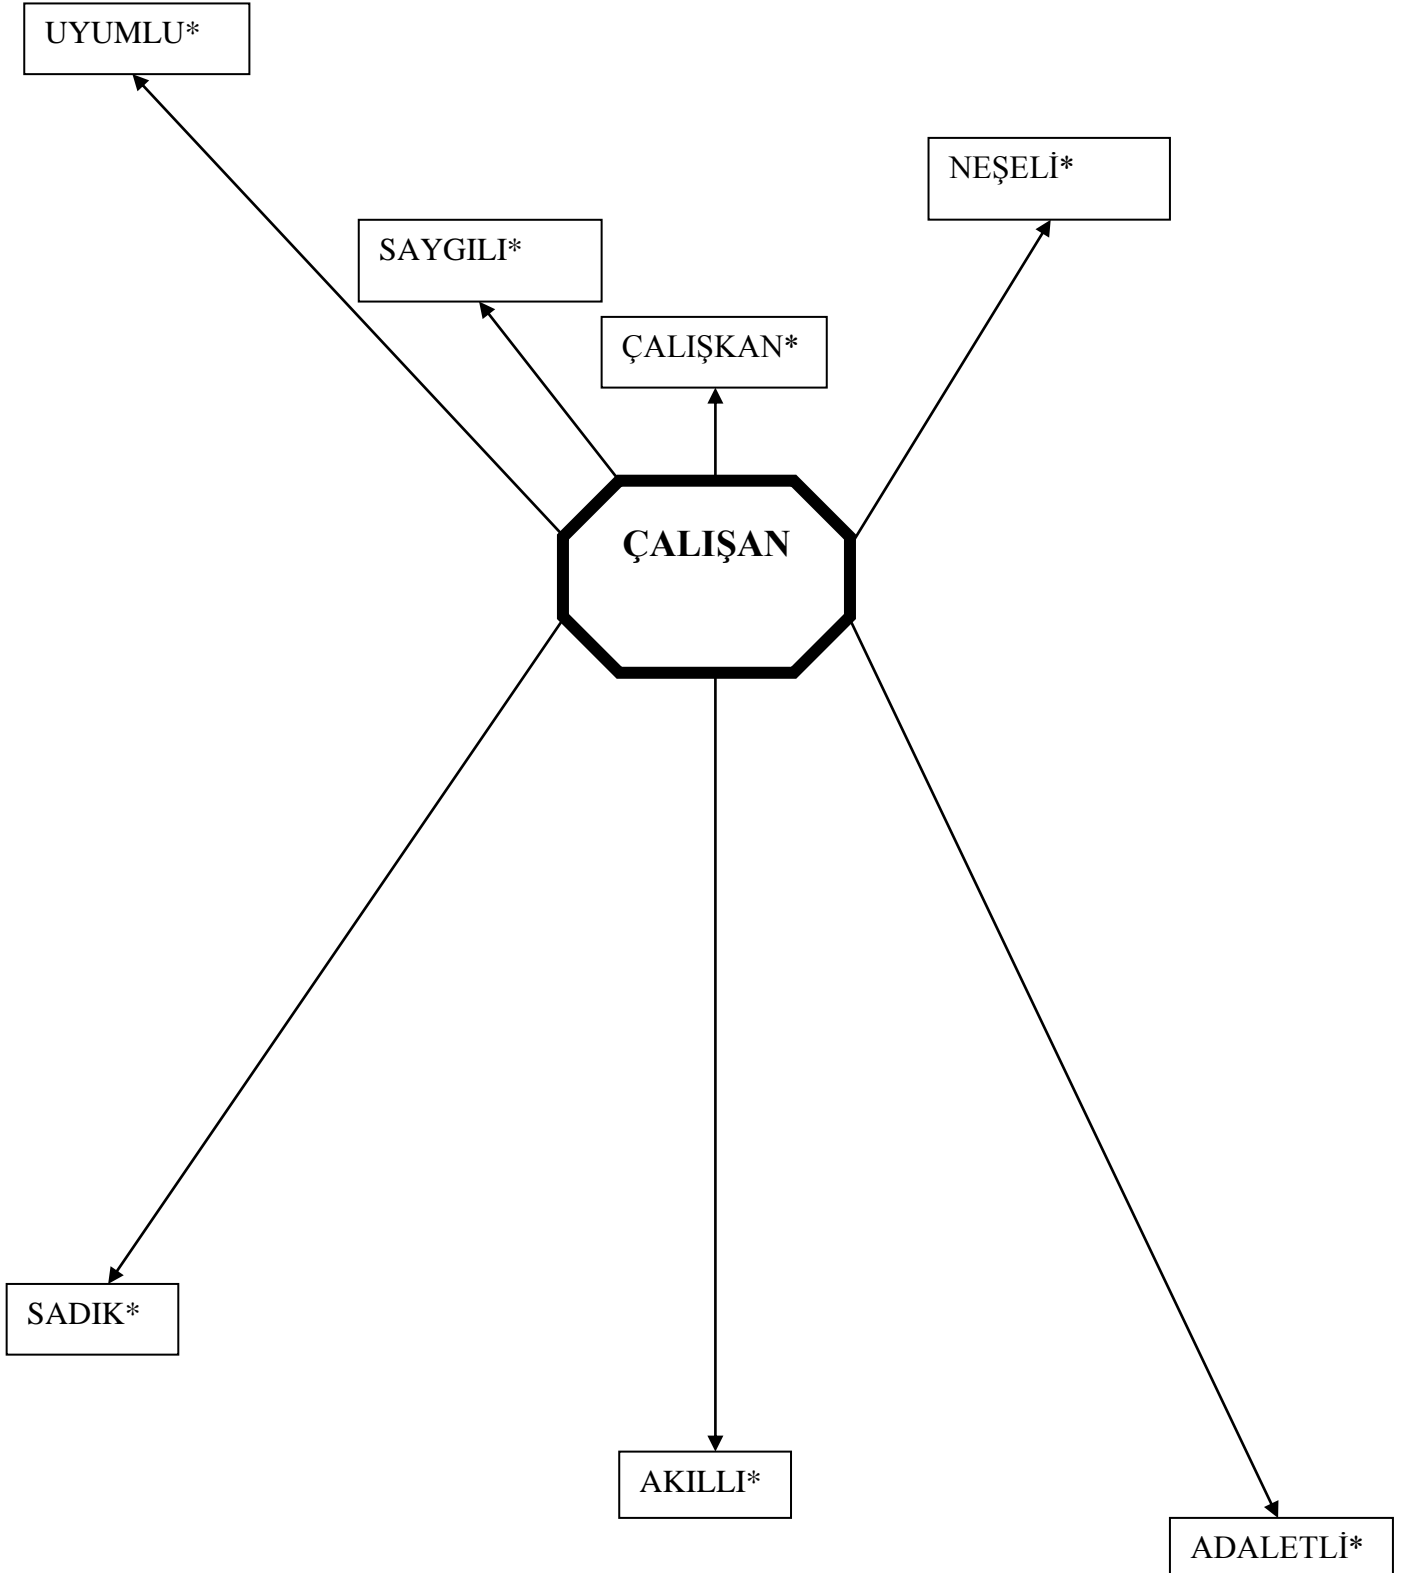 UYUMLU*
NEŞELİ*
SAYGILI*
ÇALIŞKAN*
ÇALIŞAN
SADIK*
AKILLI*
ADALETLİ*